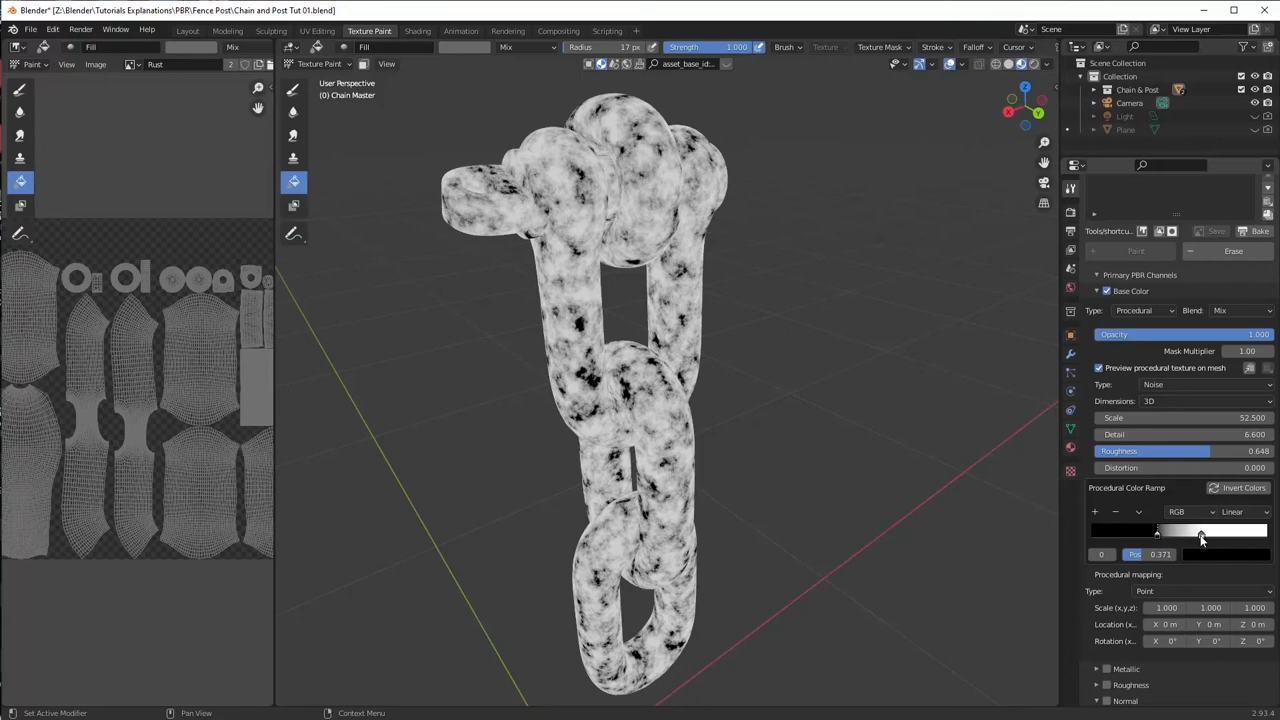 Blender* [Z:\Blender\Tutorials Explanations\PBR\Fence Post\Chain and Post Tut 01.blend]
File Edit Render Window Help Layout Modeling Sculpting UV Editing Texture Paint Shading Animation Rendering Compositing Scripting + Scene View Layer
Fill Mix Fill Mix Radius 17 px Strength 1.000 Brush Texture Texture Mask Stroke Falloff Cursor
Paint View Image Rust 2 Texture Paint View asset_base_id:...
Scene Collection
Collection
Chain & Post
Camera
Light
Plane
User Perspective
(0) Chain Master
X Y Z
Tools/shortcu... Save Bake
Paint Erase
Primary PBR Channels
Base Color
Type: Procedural Blend: Mix
Opacity 1.000
Mask Multiplier 1.00
Preview procedural texture on mesh
Type: Noise
Dimensions: 3D
Scale 52.500
Detail 6.600
Roughness 0.648
Distortion 0.000
Procedural Color Ramp Invert Colors
RGB Linear
0 Pos 0.371
Procedural mapping:
Type: Point
Scale (x,y,z): 1.000 1.000 1.000
Location (x... X 0 m Y 0 m Z 0 m
Rotation (x... X 0° Y 0° Z 0°
Metallic
Roughness
Normal
Set Active Modifier Pan View Context Menu 2.93.4